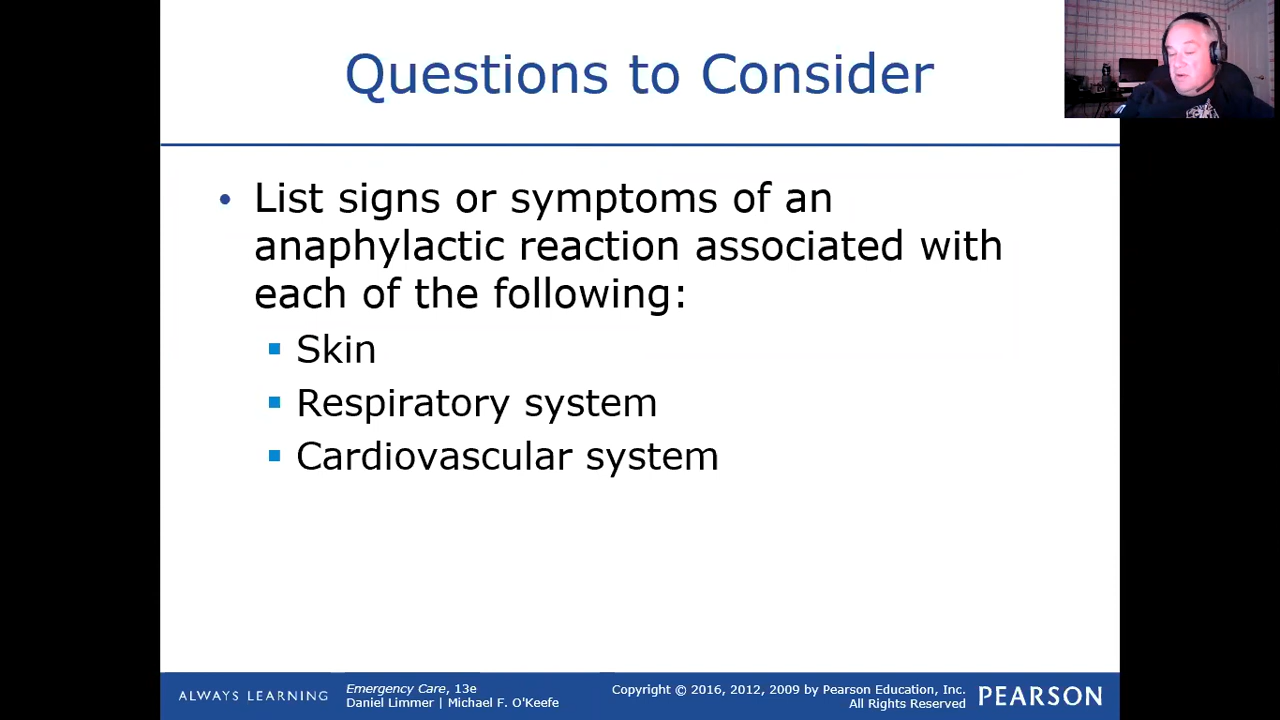 Questions to Consider
• List signs or symptoms of an
anaphylactic reaction associated with
each of the following:
▪ Skin
▪ Respiratory system
▪ Cardiovascular system
ALWAYS LEARNING
Emergency Care, 13e
Daniel Limmer | Michael F. O'Keefe
Copyright © 2016, 2012, 2009 by Pearson Education, Inc.
All Rights Reserved
PEARSON